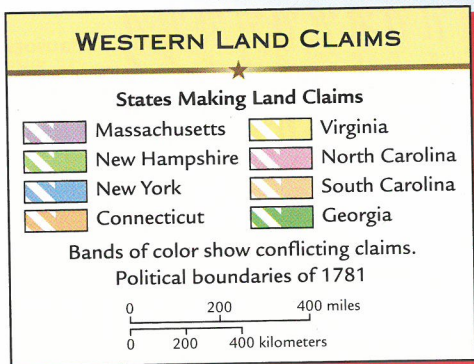 WESTERN LAND CLAIMS
States Making Land Claims
Massachusetts
New Hampshire
New York
Connecticut
Virginia
North Carolina
South Carolina
Georgia
Bands of color show conflicting claims.
Political boundaries of 1781
0 200 400 miles
0 200 400 kilometers